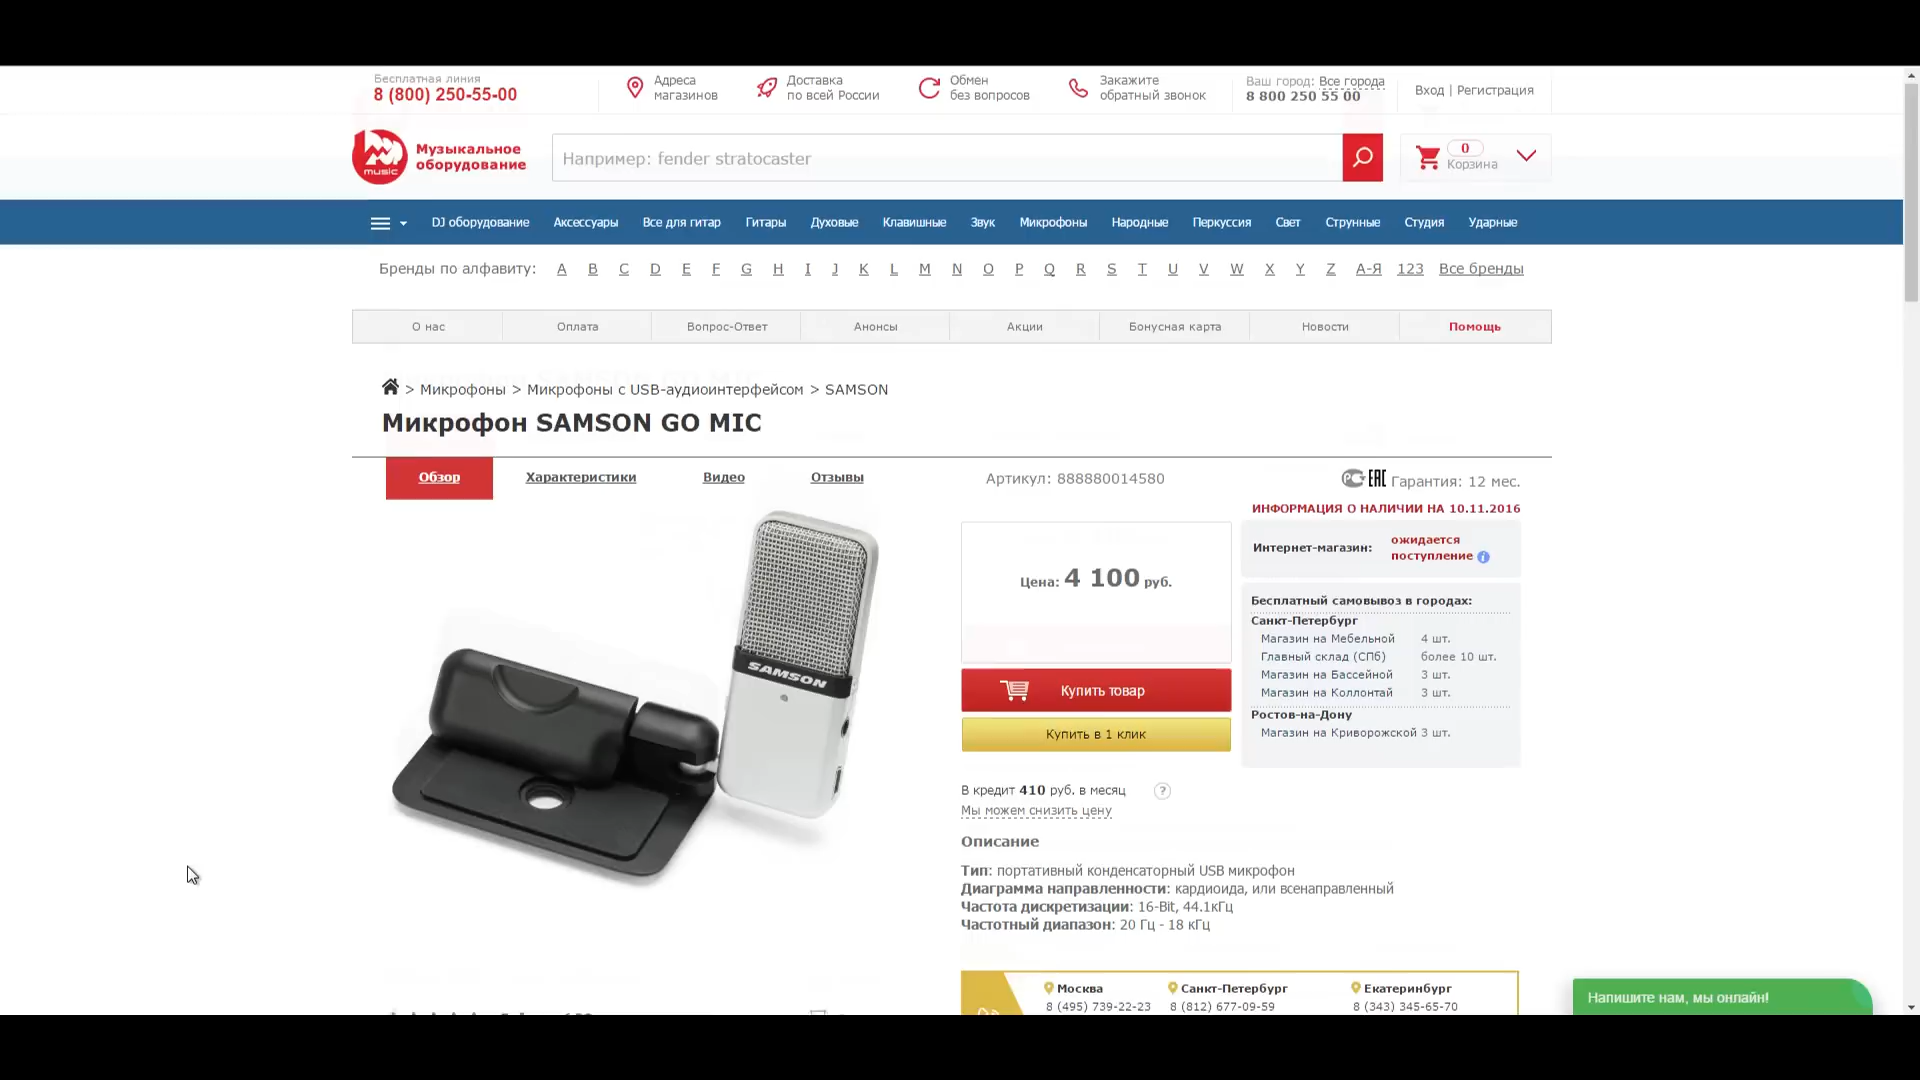 Бесплатная линия
8 (800) 250-55-00
Адреса
магазинов
Доставка
по всей России
Обмен
без вопросов
Закажите
обратный звонок
Ваш город: Все города
8 800 250 55 00
Вход | Регистрация
music
Музыкальное
оборудование
Например: fender stratocaster
0
Корзина
DJ оборудование Аксессуары Все для гитар Гитары Духовые Клавишные Звук Микрофоны Народные Перкуссия Свет Струнные Студия Ударные
Бренды по алфавиту: A B C D E F G H I J K L M N O P Q R S T U V W X Y Z А-Я 123 Все бренды
О нас Оплата Вопрос-Ответ Анонсы Акции Бонусная карта Новости Помощь
> Микрофоны > Микрофоны с USB-аудиоинтерфейсом > SAMSON
Микрофон SAMSON GO MIC
Обзор Характеристики Видео Отзывы
Артикул: 888880014580
РСТ ЕАС Гарантия: 12 мес.
ИНФОРМАЦИЯ О НАЛИЧИИ НА 10.11.2016
Интернет-магазин: ожидается
поступление i
SAMSON
Цена: 4 100 руб.
Купить товар
Купить в 1 клик
Бесплатный самовывоз в городах:
Санкт-Петербург
Магазин на Мебельной 4 шт.
Главный склад (СПб) более 10 шт.
Магазин на Бассейной 3 шт.
Магазин на Коллонтай 3 шт.
Ростов-на-Дону
Магазин на Криворожской 3 шт.
В кредит 410 руб. в месяц ?
Мы можем снизить цену
Описание
Тип: портативный конденсаторный USB микрофон
Диаграмма направленности: кардиоида, или всенаправленный
Частота дискретизации: 16-Bit, 44.1кГц
Частотный диапазон: 20 Гц - 18 кГц
Москва Санкт-Петербург Екатеринбург
8 (495) 739-22-23 8 (812) 677-09-59 8 (343) 345-65-70
Напишите нам, мы онлайн!